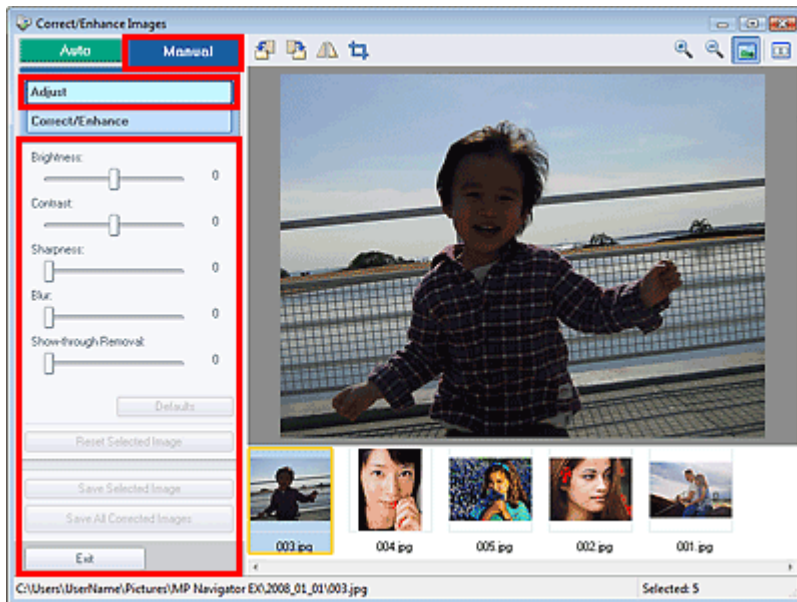 Correct/Enhance Images
Auto Manual
Adjust
Correct/Enhance
Brightness:
0
Contrast:
0
Sharpness:
0
Blur:
0
Show-through Removal:
0
Defaults
Reset Selected Image
Save Selected Image
Save All Corrected Images
Exit
003.jpg 004.jpg 005.jpg 002.jpg 001.jpg
C:\Users\UserName\Pictures\MP Navigator EX\2008_01_01\003.jpg Selected: 5